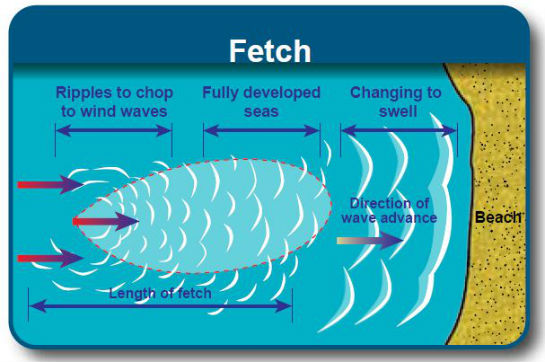 Fetch
Ripples to chop
to wind waves
Fully developed
seas
Changing to
swell
Direction of
wave advance
Beach
Length of fetch